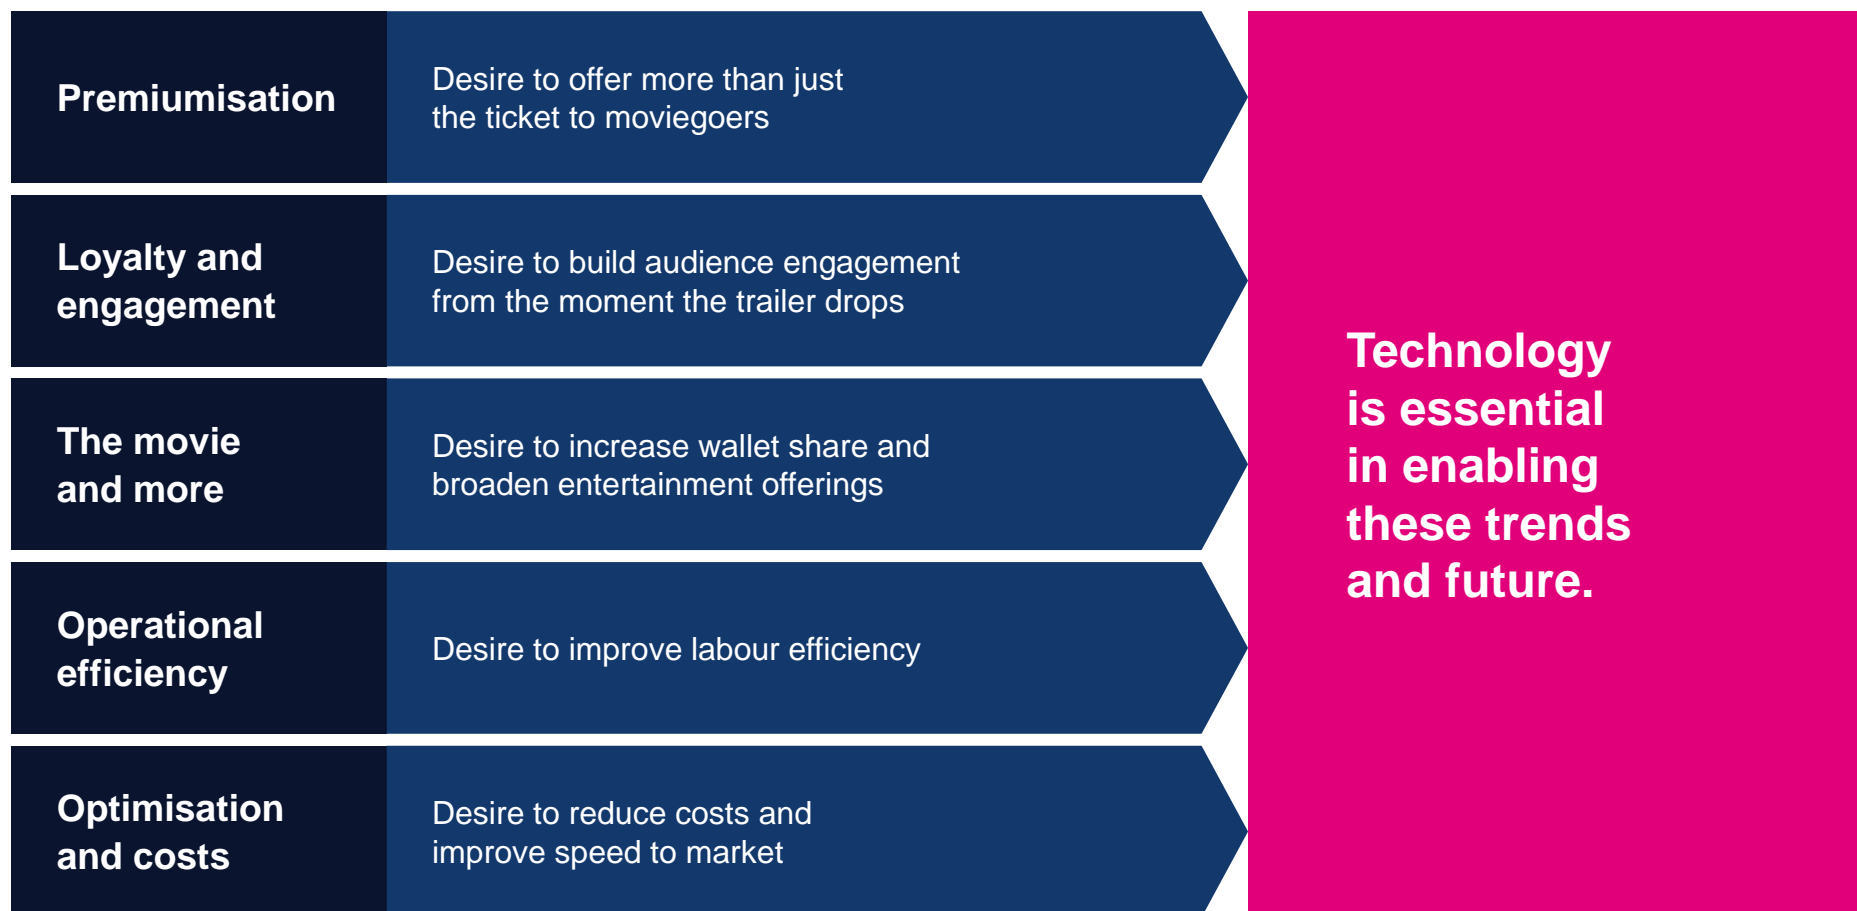 Premiumisation
Desire to offer more than just
the ticket to moviegoers
Loyalty and
engagement
Desire to build audience engagement
from the moment the trailer drops
The movie
and more
Desire to increase wallet share and
broaden entertainment offerings
Operational
efficiency
Desire to improve labour efficiency
Optimisation
and costs
Desire to reduce costs and
improve speed to market
Technology
is essential
in enabling
these trends
and future.